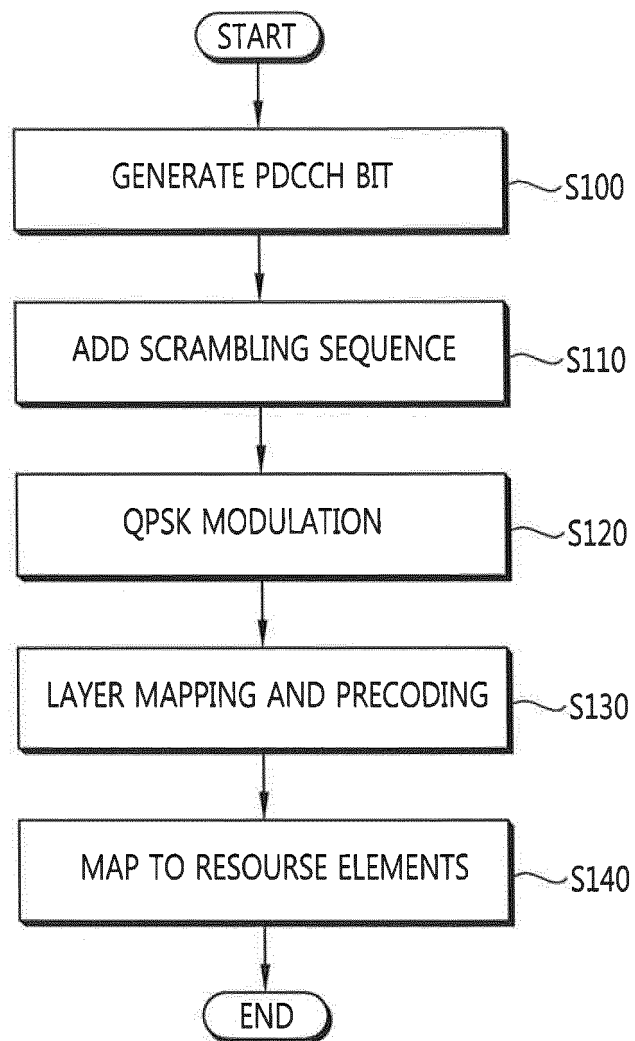 START
GENERATE PDCCH BIT
S100
ADD SCRAMBLING SEQUENCE
S110
QPSK MODULATION
S120
LAYER MAPPING AND PRECODING
S130
MAP TO RESOURSE ELEMENTS
S140
END